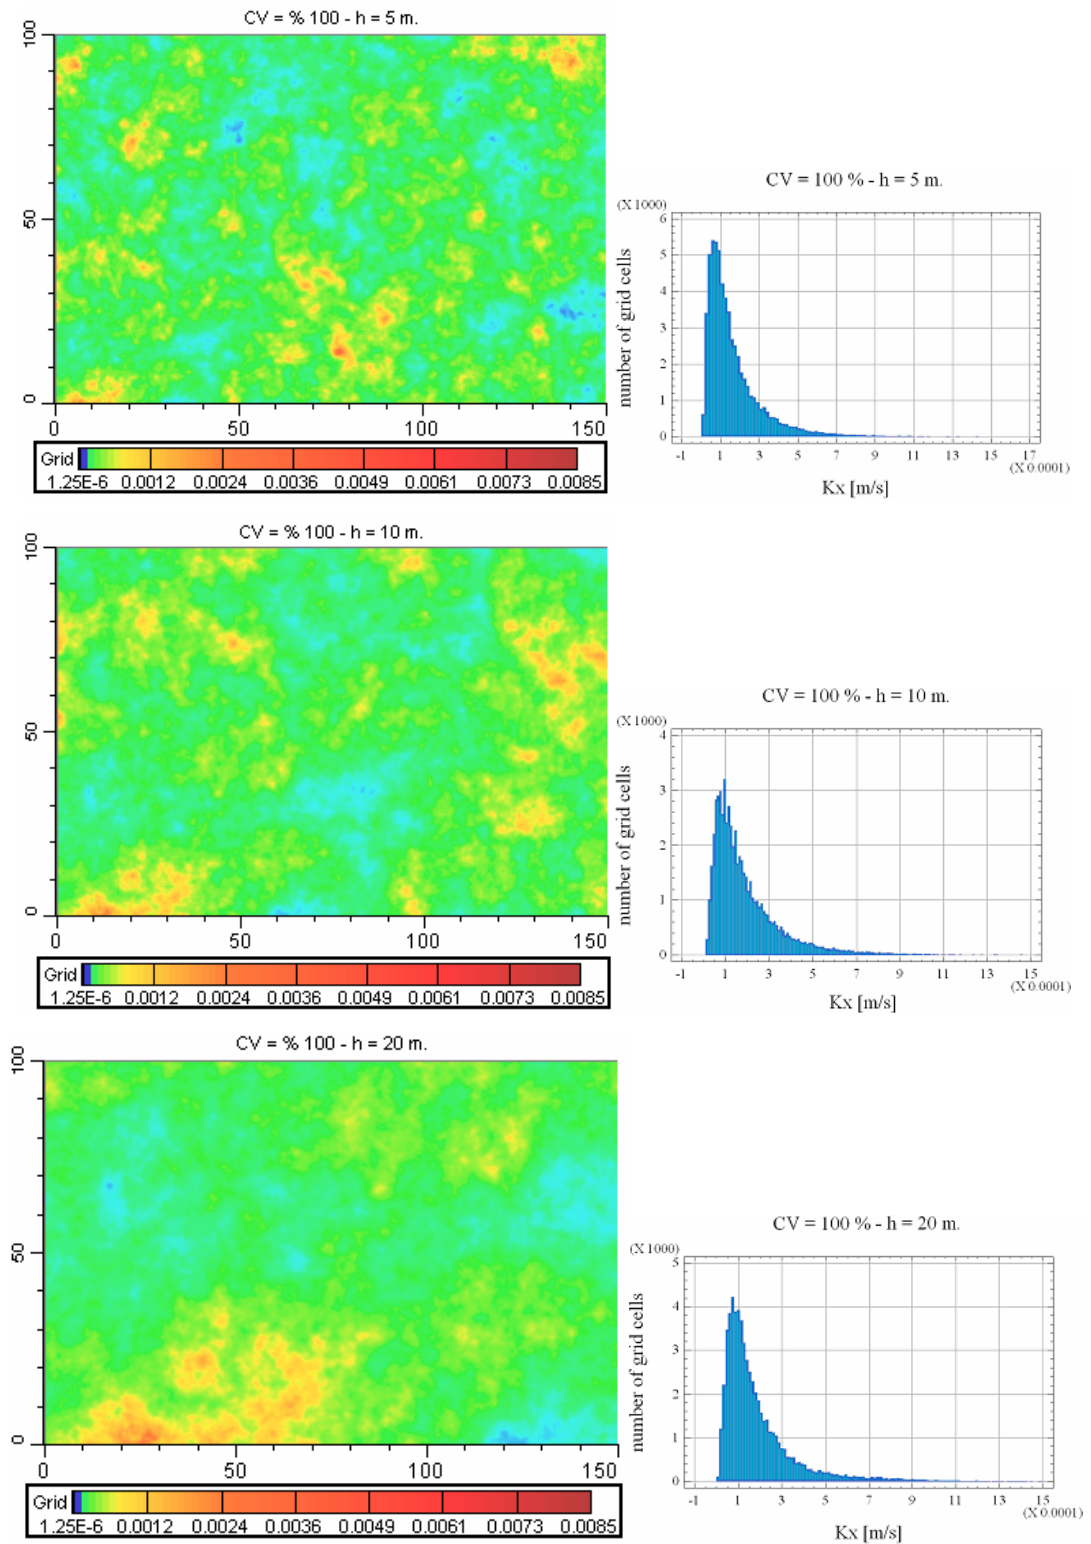 CV = % 100 - h = 5 m.
100
50
0
0 50 100 150
Grid
1.25E-6 0.0012 0.0024 0.0036 0.0049 0.0061 0.0073 0.0085
CV = 100 % - h = 5 m.
(X 1000)
6
5
4
3
2
1
0
number of grid cells
-1 1 3 5 7 9 11 13 15 17
(X 0.0001)
Kx [m/s]
CV = % 100 - h = 10 m.
100
50
0
0 50 100 150
Grid
1.25E-6 0.0012 0.0024 0.0036 0.0049 0.0061 0.0073 0.0085
CV = 100 % - h = 10 m.
(X 1000)
4
3
2
1
0
number of grid cells
-1 1 3 5 7 9 11 13 15
(X 0.0001)
Kx [m/s]
CV = % 100 - h = 20 m.
100
50
0
0 50 100 150
Grid
1.25E-6 0.0012 0.0024 0.0036 0.0049 0.0061 0.0073 0.0085
CV = 100 % - h = 20 m.
(X 1000)
5
4
3
2
1
0
number of grid cells
-1 1 3 5 7 9 11 13 15
(X 0.0001)
Kx [m/s]